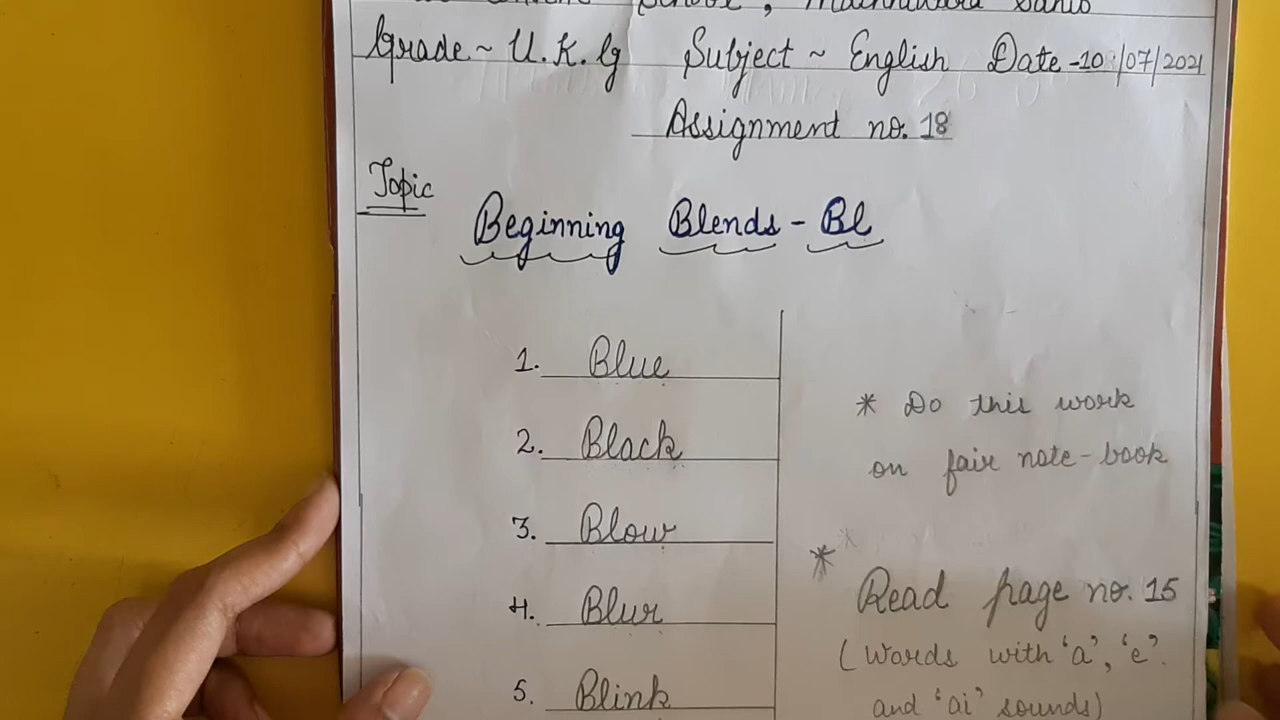 School,
Grade ~ U.K.G Subject ~ English Date -10/07/2021
Assignment no. 18
Topic
Beginning Blends - Bl
1. Blue
2. Black
3. Blow
4. Blur
5. Blink
* Do this work
on fair note-book
*
Read page no. 15
(Words with 'a', 'e'
and 'ai' sounds)